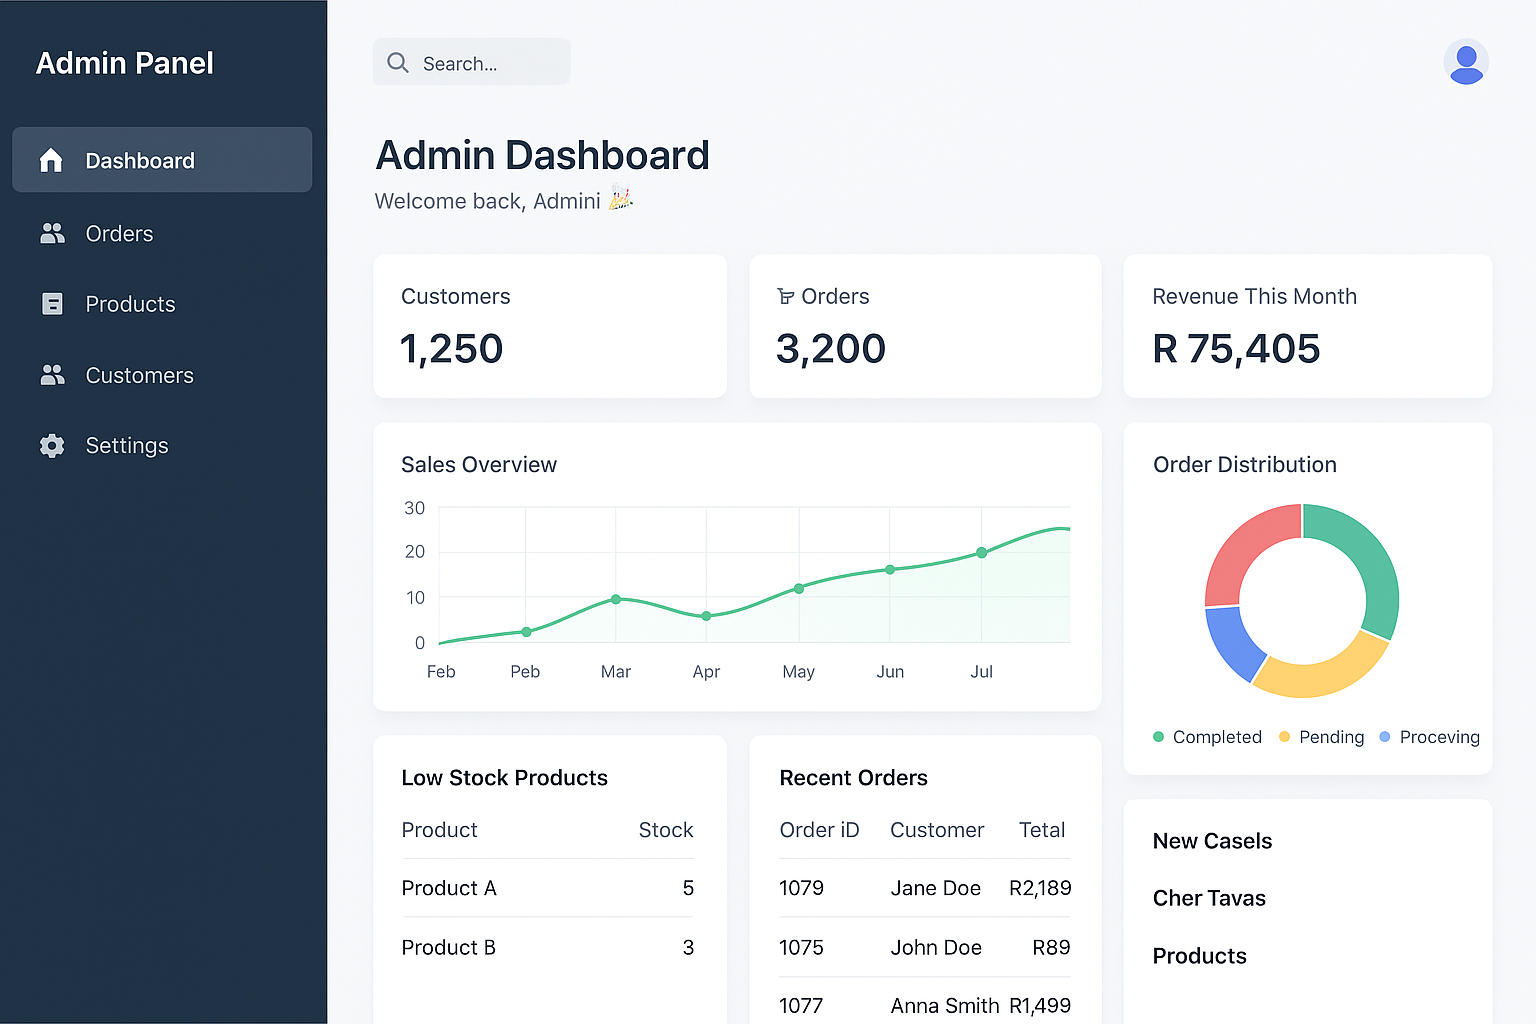 Admin Panel
Dashboard
Orders
Products
Customers
Settings
Search...
Admin Dashboard
Welcome back, Admini
Customers
1,250
Orders
3,200
Revenue This Month
R 75,405
Sales Overview
30
20
10
0
Feb Peb Mar Apr May Jun Jul
Order Distribution
Completed Pending Proceving
Low Stock Products
Product Stock
Product A 5
Product B 3
Recent Orders
Order iD Customer Tetal
1079 Jane Doe R2,189
1075 John Doe R89
1077 Anna Smith R1,499
New Casels
Cher Tavas
Products